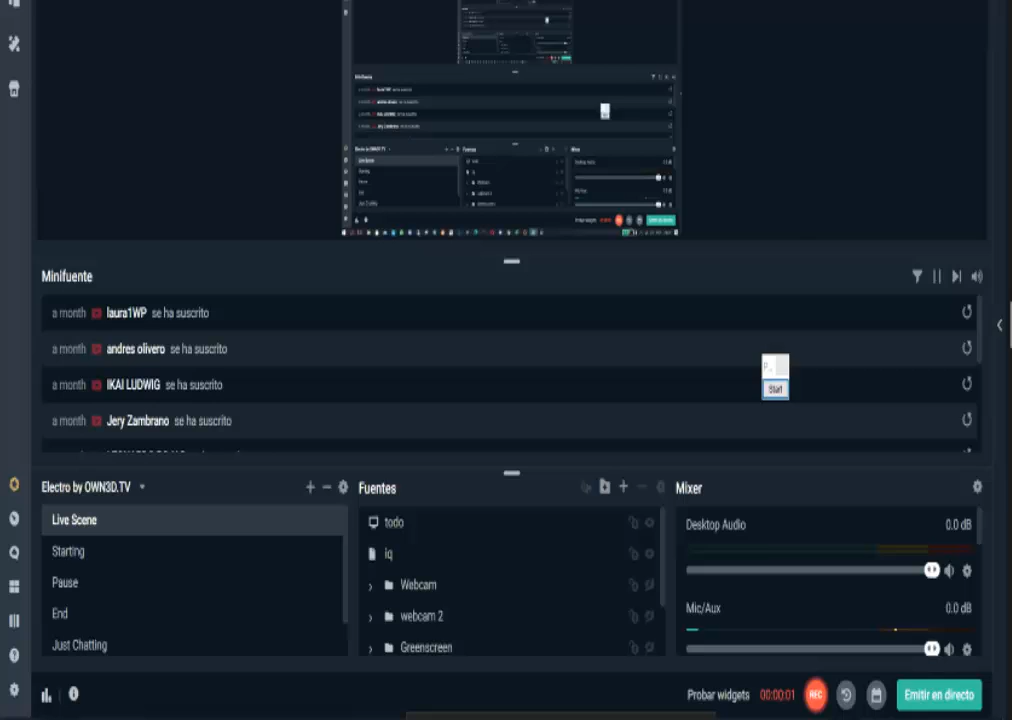 Minifuente
a month laura1WP se ha suscrito
a month andres olivero se ha suscrito
a month IKAI LUDWIG se ha suscrito
a month Jery Zambrano se ha suscrito
Start
Electro by OWN3D.TV
Live Scene
Starting
Pause
End
Just Chatting
Fuentes
todo
iq
Webcam
webcam 2
Greenscreen
Mixer
Desktop Audio 0.0 dB
Mic/Aux 0.0 dB
Probar widgets 00:00:01 REC Emitir en directo